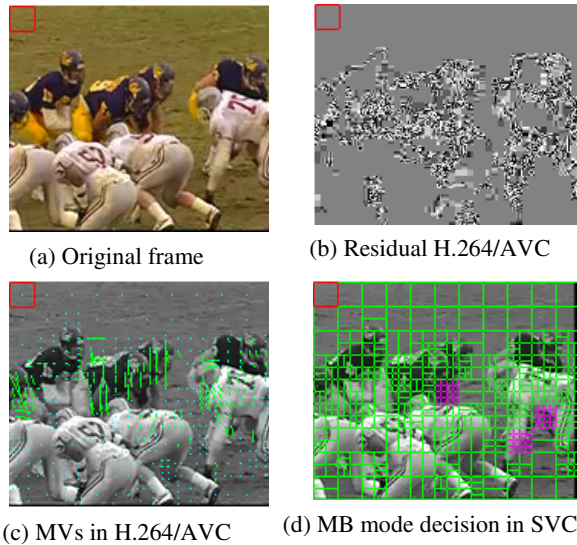 (a) Original frame
(b) Residual H.264/AVC
(c) MVs in H.264/AVC
(d) MB mode decision in SVC